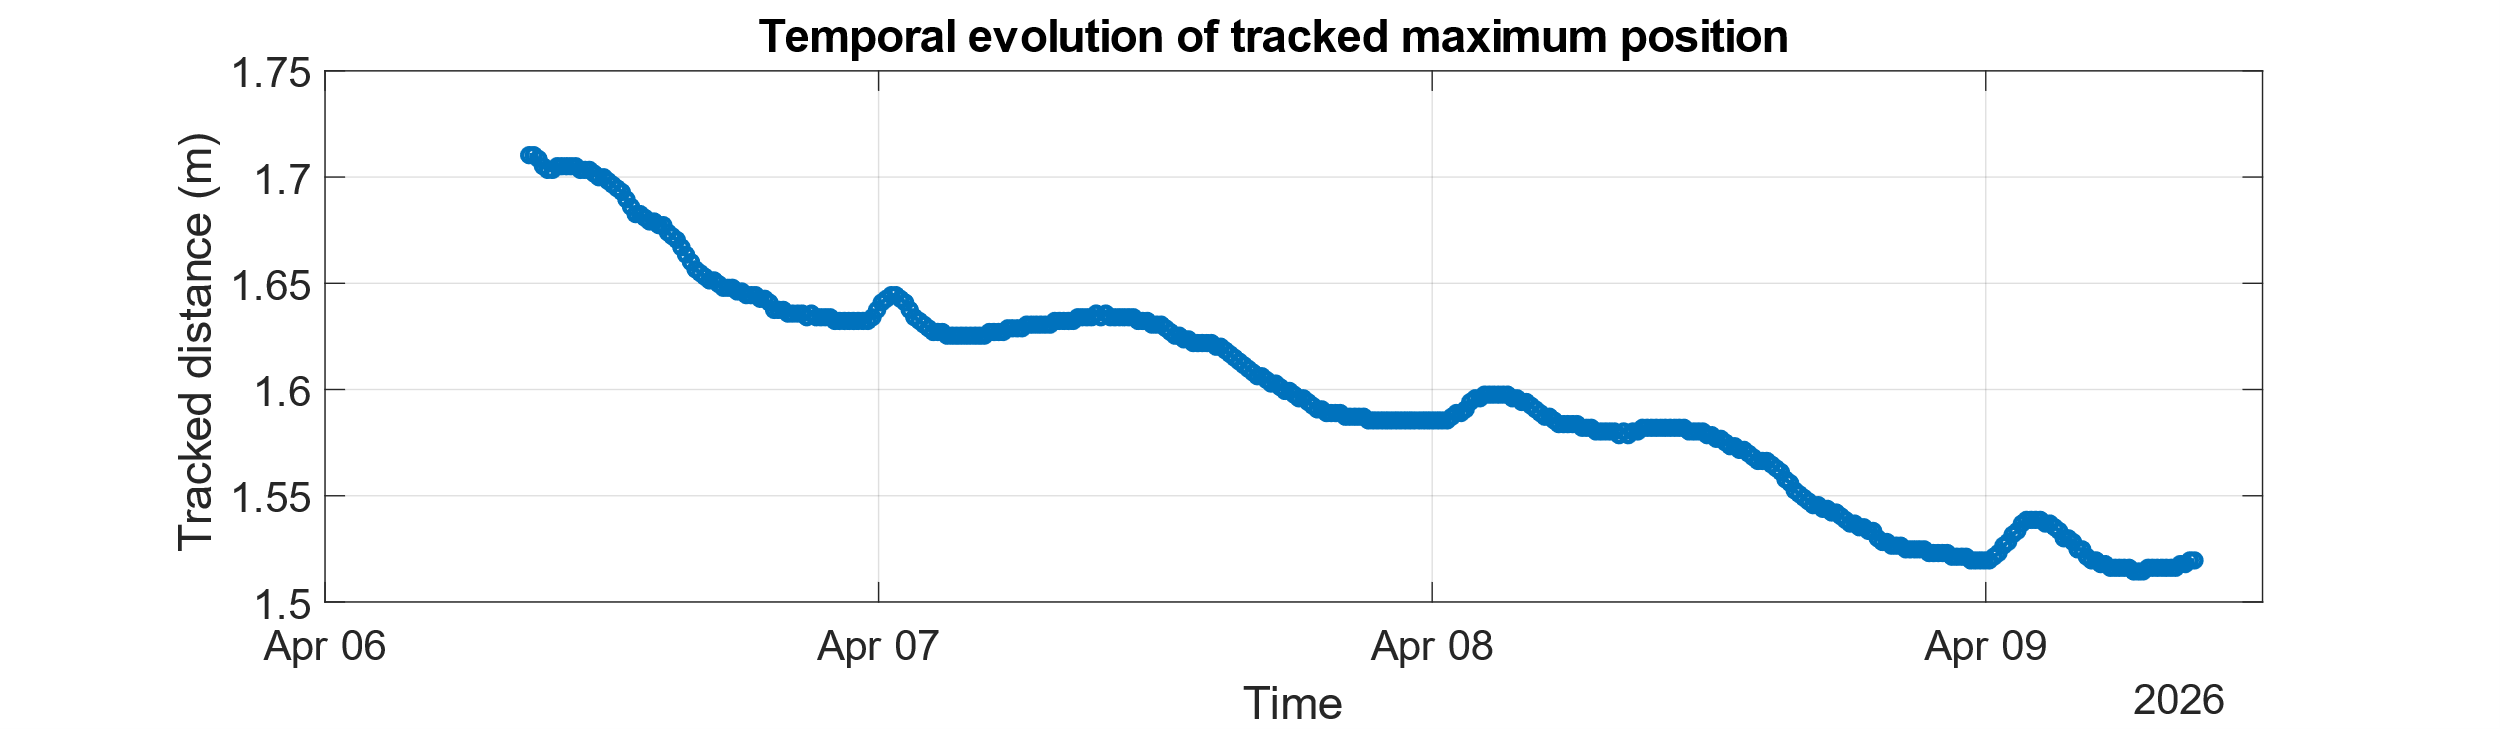 Temporal evolution of tracked maximum position
1.75
1.7
1.65
1.6
1.55
1.5
Tracked distance (m)
Apr 06
Apr 07
Apr 08
Apr 09
Time
2026